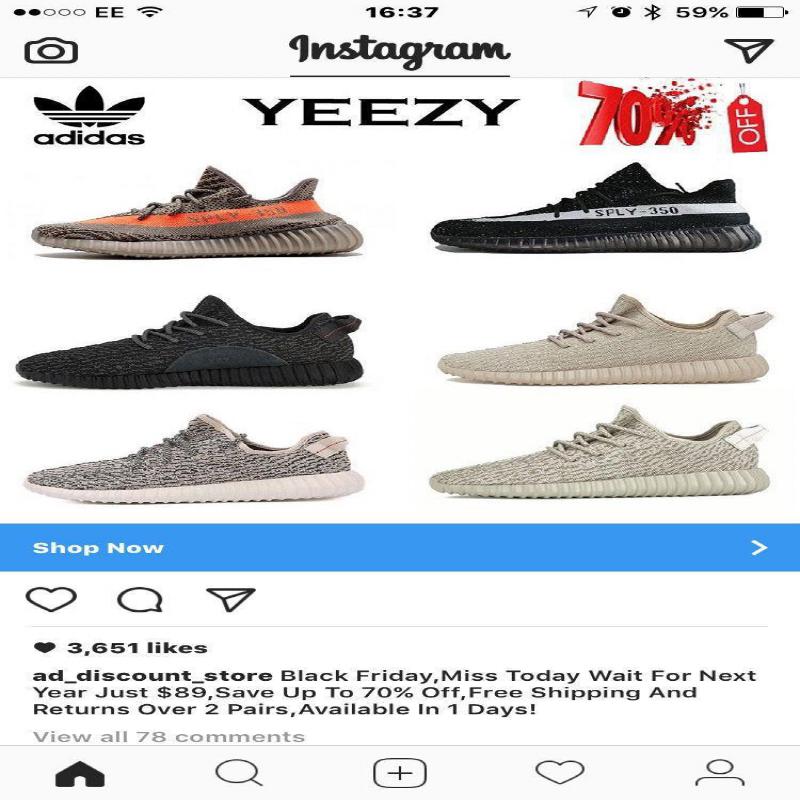 EE 16:37 59%
Instagram
adidas YEEZY 70% OFF
SPLY-350 SPLY-350
Shop Now
3,651 likes
ad_discount_store Black Friday,Miss Today Wait For Next
Year Just $89,Save Up To 70% Off,Free Shipping And
Returns Over 2 Pairs,Available In 1 Days!
View all 78 comments